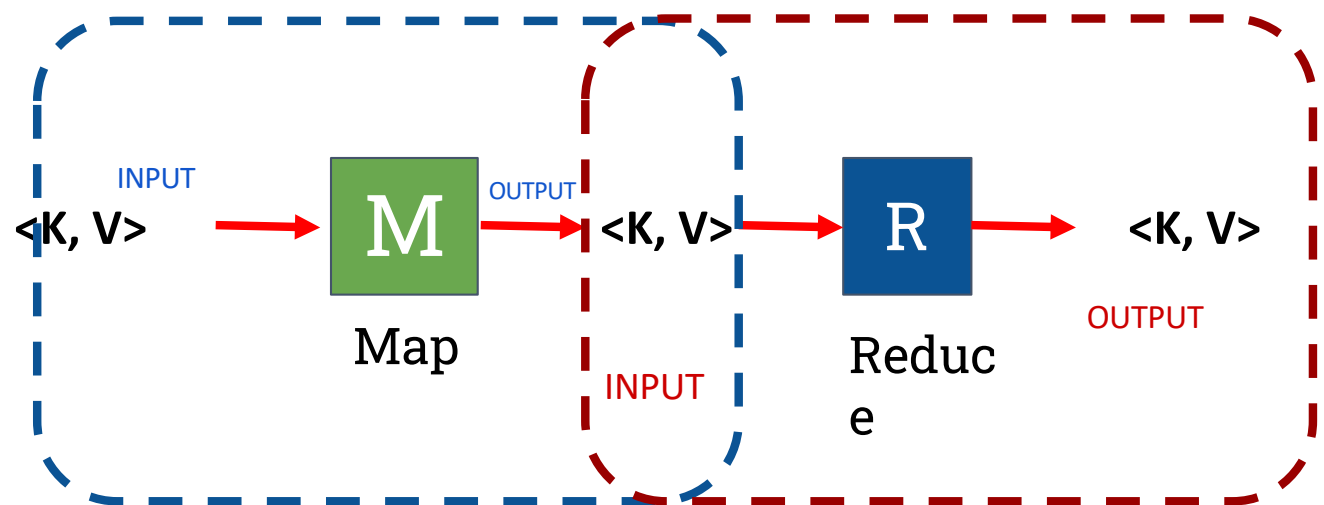 INPUT
<K, V>
M
Map
OUTPUT
<K, V>
INPUT
R
Reduc
e
<K, V>
OUTPUT